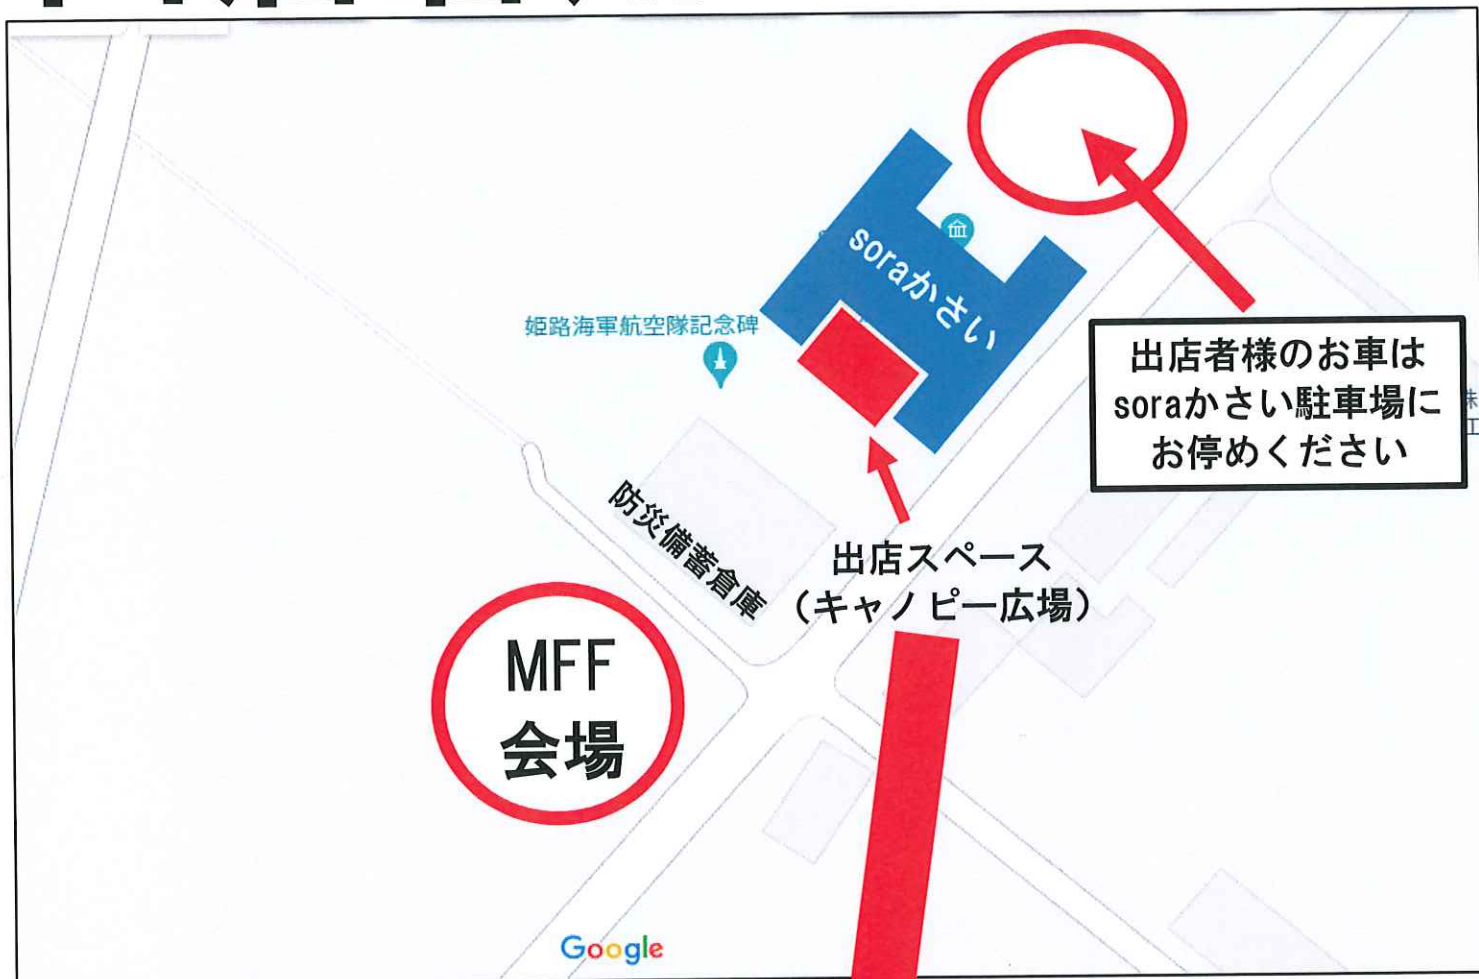 soraかさい
姫路海軍航空隊記念碑
出店者様のお車は
soraかさい駐車場に
お停めください
防災備蓄倉庫
出店スペース
（キャノピー広場）
MFF
会場
Google